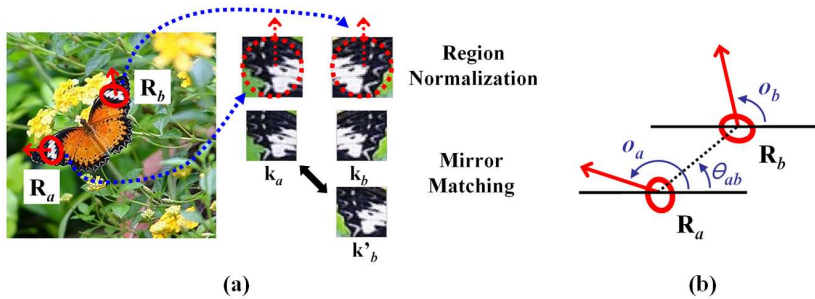 R_b
R_a
Region
Normalization
k_a
k_b
Mirror
Matching
k'_b
(a)
o_b
o_a
R_b
θ_ab
R_a
(b)